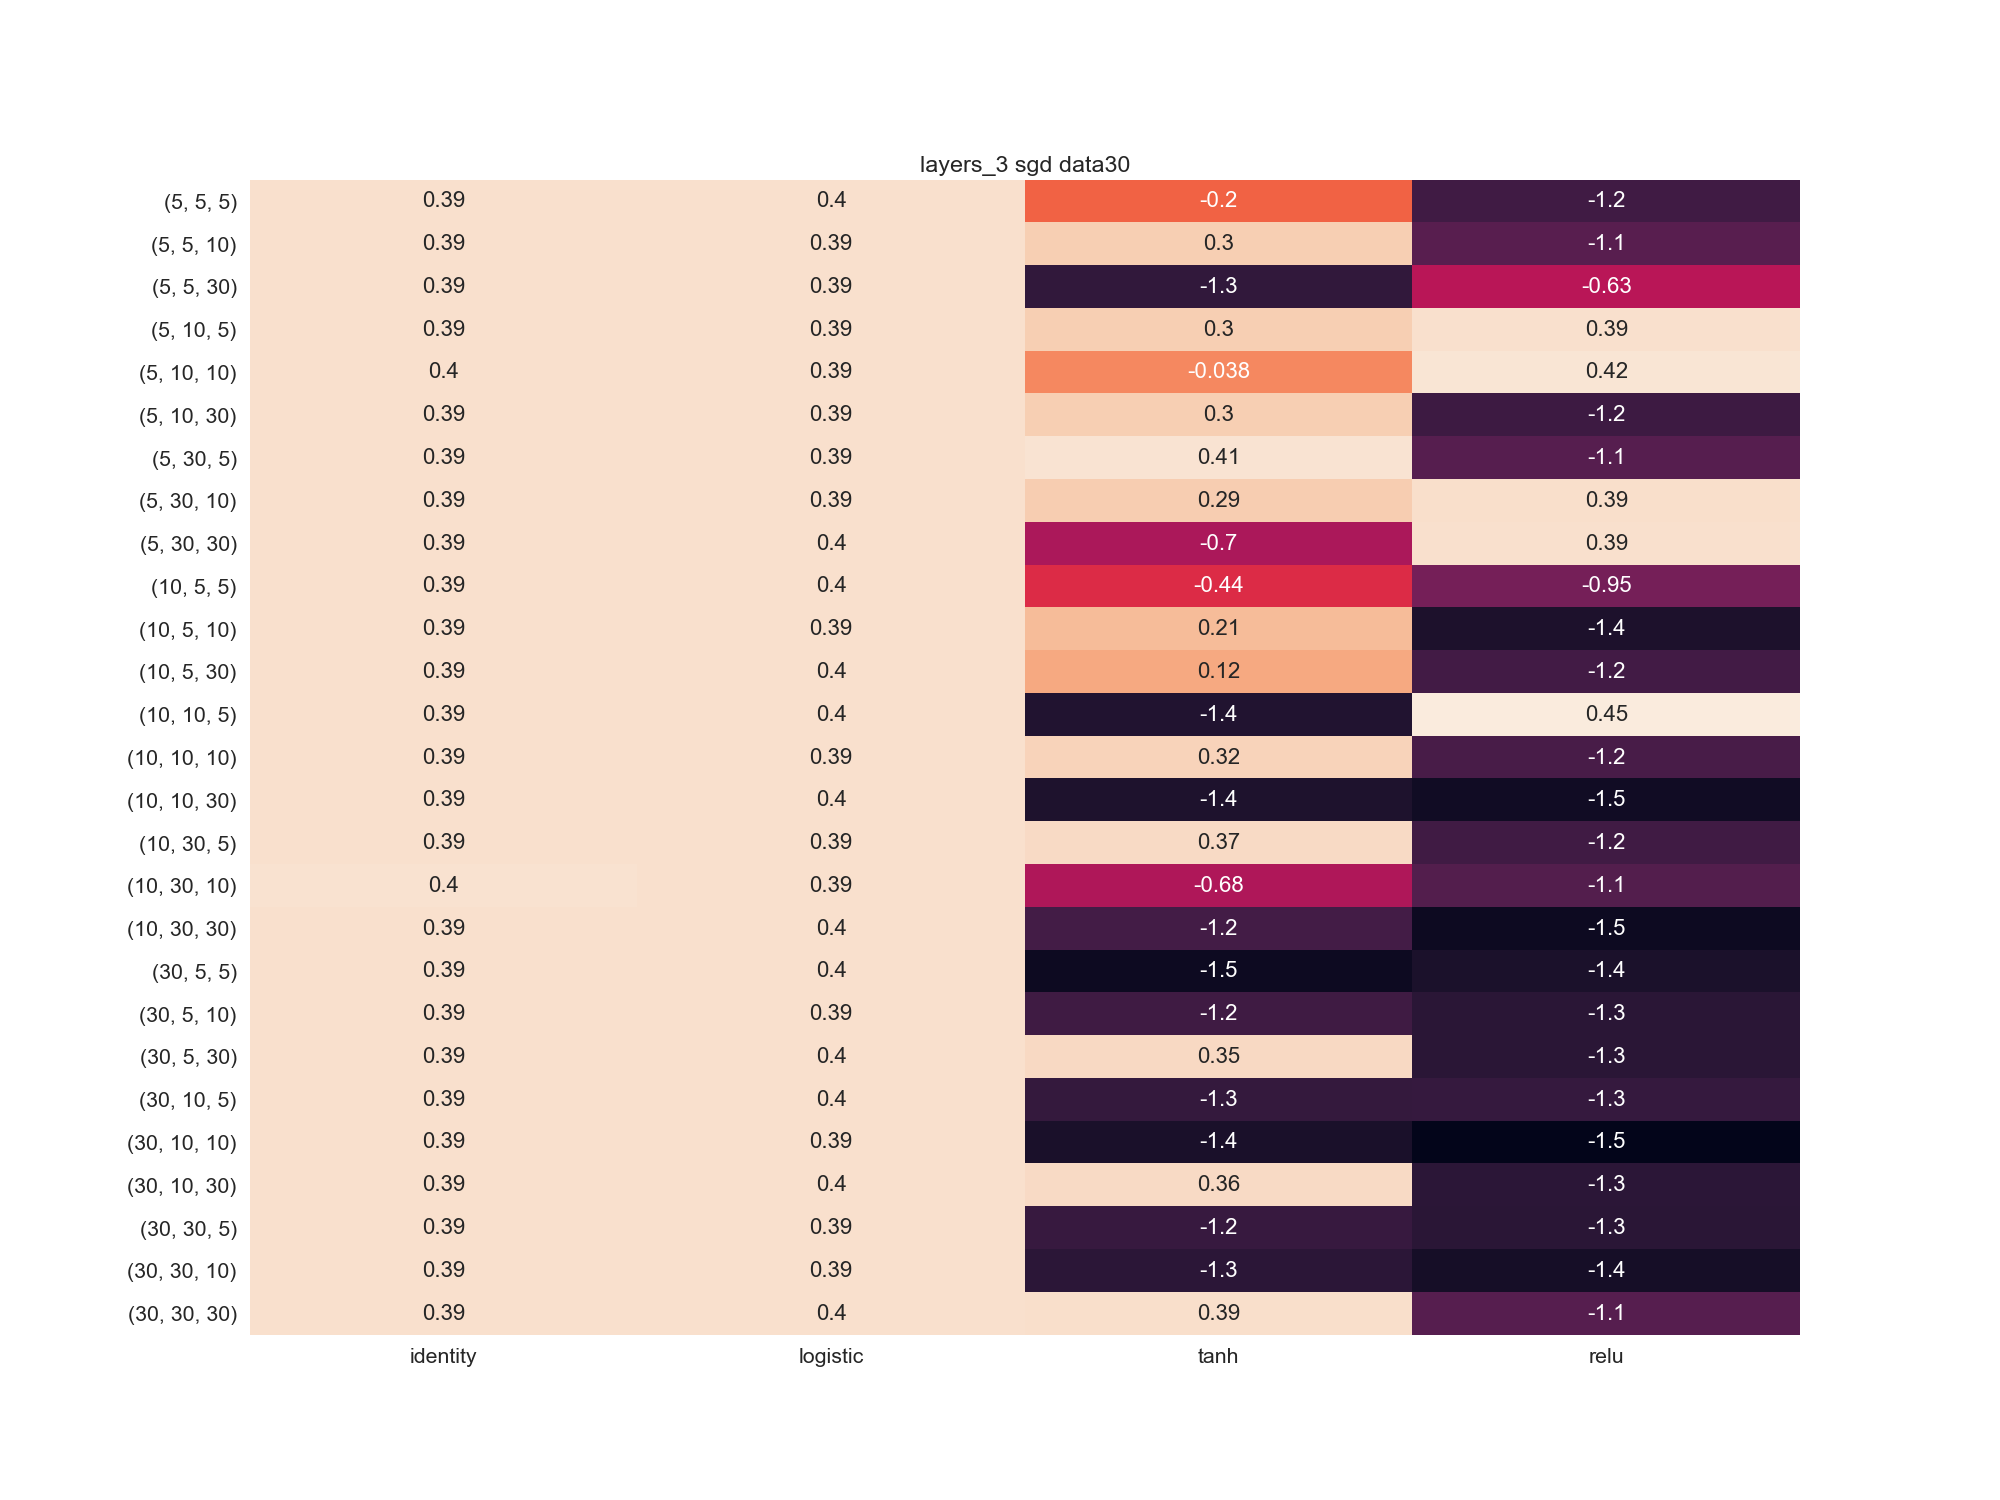 layers_3 sgd data30
(5, 5, 5) 0.39 0.4 -0.2 -1.2
(5, 5, 10) 0.39 0.39 0.3 -1.1
(5, 5, 30) 0.39 0.39 -1.3 -0.63
(5, 10, 5) 0.39 0.39 0.3 0.39
(5, 10, 10) 0.4 0.39 -0.038 0.42
(5, 10, 30) 0.39 0.39 0.3 -1.2
(5, 30, 5) 0.39 0.39 0.41 -1.1
(5, 30, 10) 0.39 0.39 0.29 0.39
(5, 30, 30) 0.39 0.4 -0.7 0.39
(10, 5, 5) 0.39 0.4 -0.44 -0.95
(10, 5, 10) 0.39 0.39 0.21 -1.4
(10, 5, 30) 0.39 0.4 0.12 -1.2
(10, 10, 5) 0.39 0.4 -1.4 0.45
(10, 10, 10) 0.39 0.39 0.32 -1.2
(10, 10, 30) 0.39 0.4 -1.4 -1.5
(10, 30, 5) 0.39 0.39 0.37 -1.2
(10, 30, 10) 0.4 0.39 -0.68 -1.1
(10, 30, 30) 0.39 0.4 -1.2 -1.5
(30, 5, 5) 0.39 0.4 -1.5 -1.4
(30, 5, 10) 0.39 0.39 -1.2 -1.3
(30, 5, 30) 0.39 0.4 0.35 -1.3
(30, 10, 5) 0.39 0.4 -1.3 -1.3
(30, 10, 10) 0.39 0.39 -1.4 -1.5
(30, 10, 30) 0.39 0.4 0.36 -1.3
(30, 30, 5) 0.39 0.39 -1.2 -1.3
(30, 30, 10) 0.39 0.39 -1.3 -1.4
(30, 30, 30) 0.39 0.4 0.39 -1.1
identity logistic tanh relu